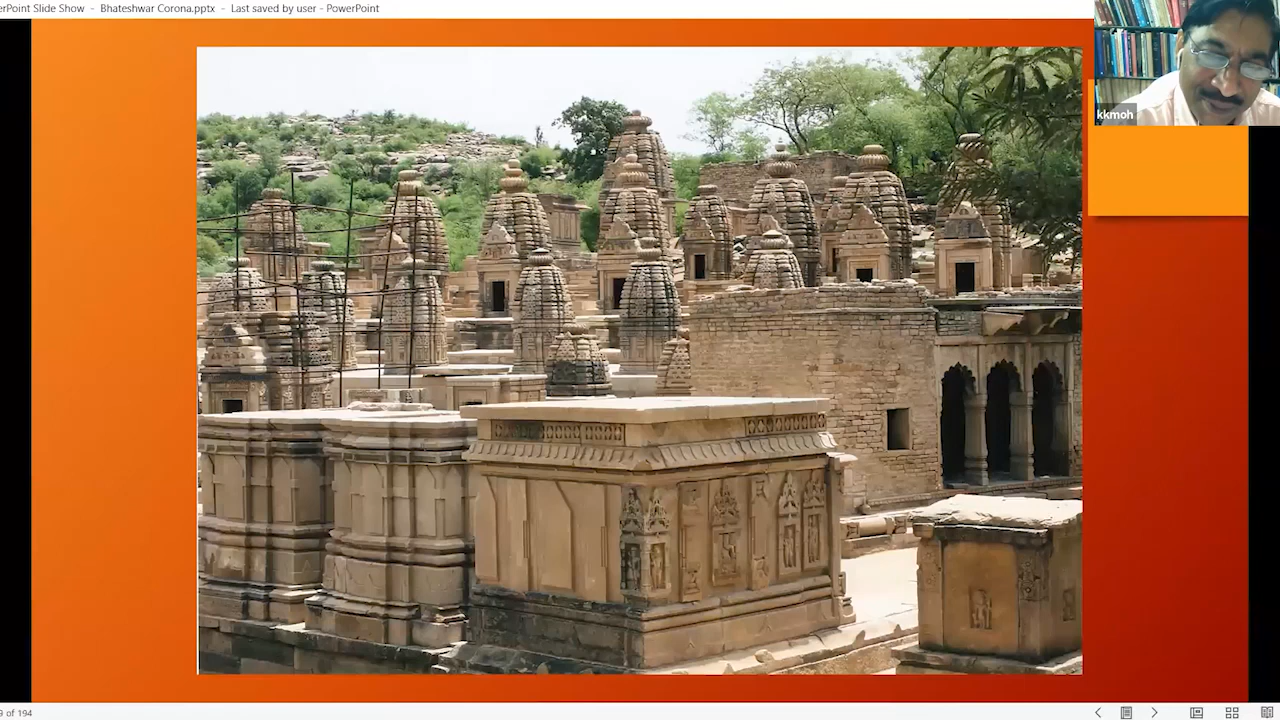 erPoint Slide Show - Bhateshwar Corona.pptx - Last saved by user - PowerPoint
kkmoh
9 of 194